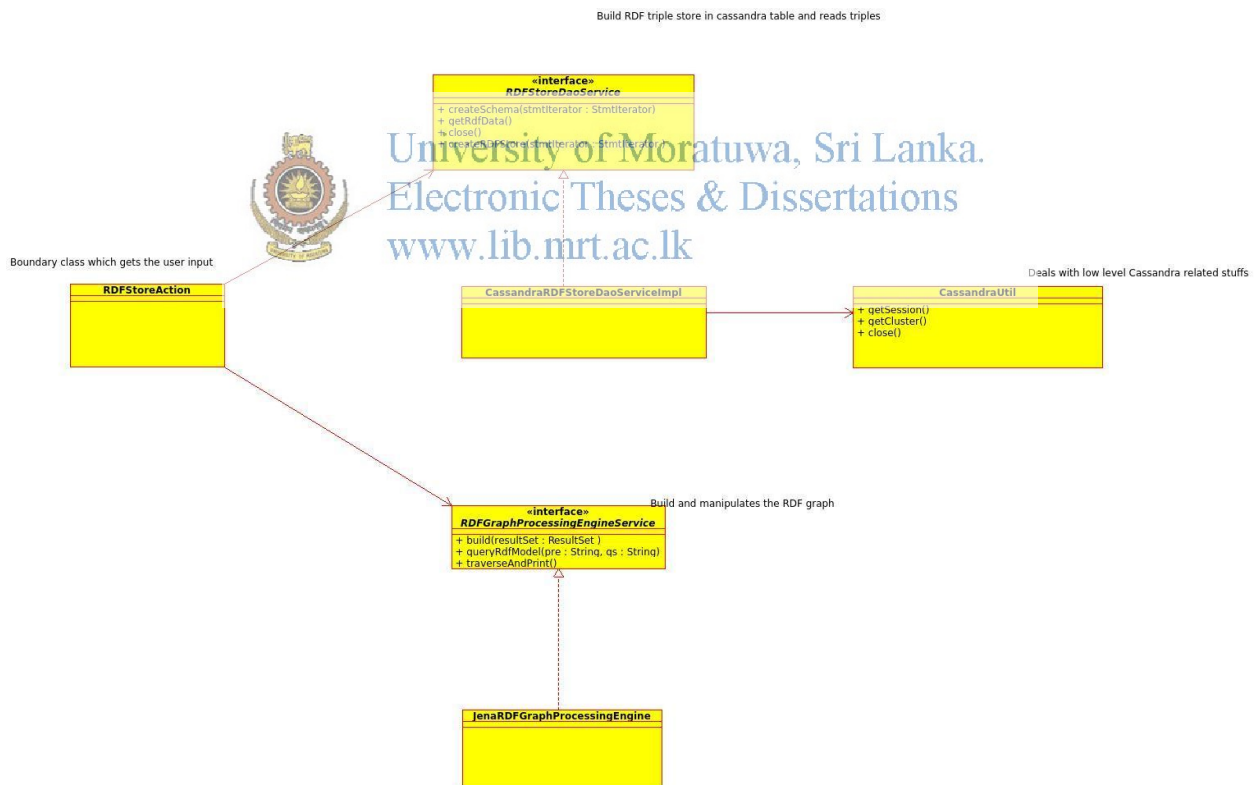 Build RDF triple store in cassandra table and reads triples
«interface»
RDFStoreDaoService
+ createSchema(stmtIterator : StmtIterator)
+ getRdfData()
+ close()
+ createRDFStore(stmtIterator : StmtIterator )
University of Moratuwa, Sri Lanka.
Electronic Theses & Dissertations
www.lib.mrt.ac.lk
Boundary class which gets the user input
RDFStoreAction
CassandraRDFStoreDaoServiceImpl
Deals with low level Cassandra related stuffs
CassandraUtil
+ getSession()
+ getCluster()
+ close()
Build and manipulates the RDF graph
«interface»
RDFGraphProcessingEngineService
+ build(resultSet : ResultSet )
+ queryRdfModel(pre : String, qs : String)
+ traverseAndPrint()
JenaRDFGraphProcessingEngine